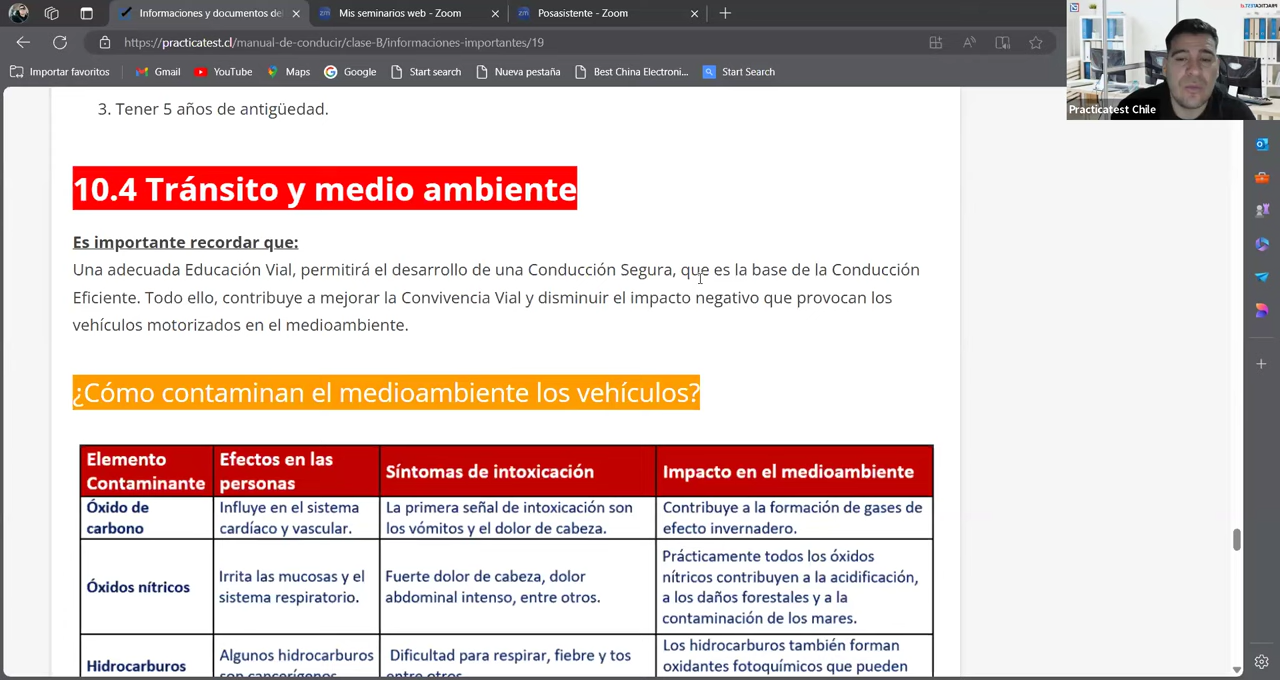 Informaciones y documentos del
Mis seminarios web - Zoom
Posasistente - Zoom
https://practicatest.cl/manual-de-conducir/clase-B/informaciones-importantes/19
Importar favoritos
Gmail
YouTube
Maps
Google
Start search
Nueva pestaña
Best China Electroni...
Start Search
Practicatest Chile
3. Tener 5 años de antigüedad.
10.4 Tránsito y medio ambiente
Es importante recordar que:
Una adecuada Educación Vial, permitirá el desarrollo de una Conducción Segura, que es la base de la Conducción
Eficiente. Todo ello, contribuye a mejorar la Convivencia Vial y disminuir el impacto negativo que provocan los
vehículos motorizados en el medioambiente.
¿Cómo contaminan el medioambiente los vehículos?
Elemento
Contaminante
Efectos en las
personas
Síntomas de intoxicación
Impacto en el medioambiente
Óxido de
carbono
Influye en el sistema
cardíaco y vascular.
La primera señal de intoxicación son
los vómitos y el dolor de cabeza.
Contribuye a la formación de gases de
efecto invernadero.
Óxidos nítricos
Irrita las mucosas y el
sistema respiratorio.
Fuerte dolor de cabeza, dolor
abdominal intenso, entre otros.
Prácticamente todos los óxidos
nítricos contribuyen a la acidificación,
a los daños forestales y a la
contaminación de los mares.
Hidrocarburos
Algunos hidrocarburos
son cancerígenos
Dificultad para respirar, fiebre y tos
entre otros
Los hidrocarburos también forman
oxidantes fotoquímicos que pueden